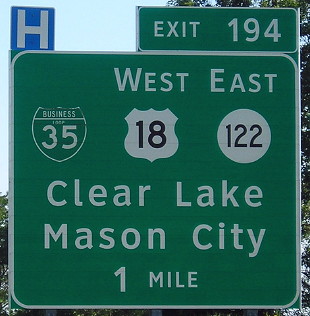 H
EXIT 194
WEST EAST
BUSINESS
LOOP
35 18 122
Clear Lake
Mason City
1 MILE